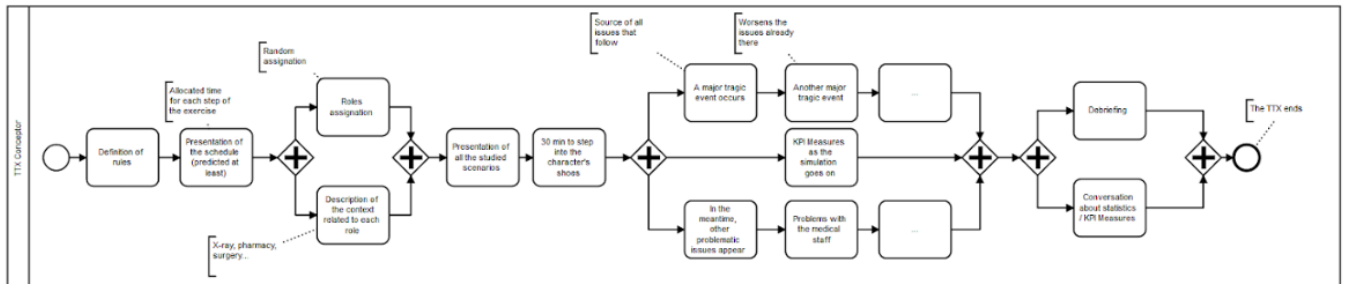 TTX Conceptor
Definition of
rules
Allocated time
for each step of
the exercise
Presentation of
the schedule
(predicted at
least)
Random
assignation
Roles
assignation
Description of
the context
related to each
role
X-ray, pharmacy,
surgery...
Presentation of
all the studied
scenarios
30 min to step
into the
character's
shoes
Source of all
issues that
follow
A major tragic
event occurs
Worsens the
issues already
there
Another major
tragic event
...
KPI Measures
as the
simulation
goes on
In the
meantime,
other
problematic
issues appear
Problems with
the medical
staff
...
Debriefing
Conversation
about statistics
/ KPI Measures
The TTX ends